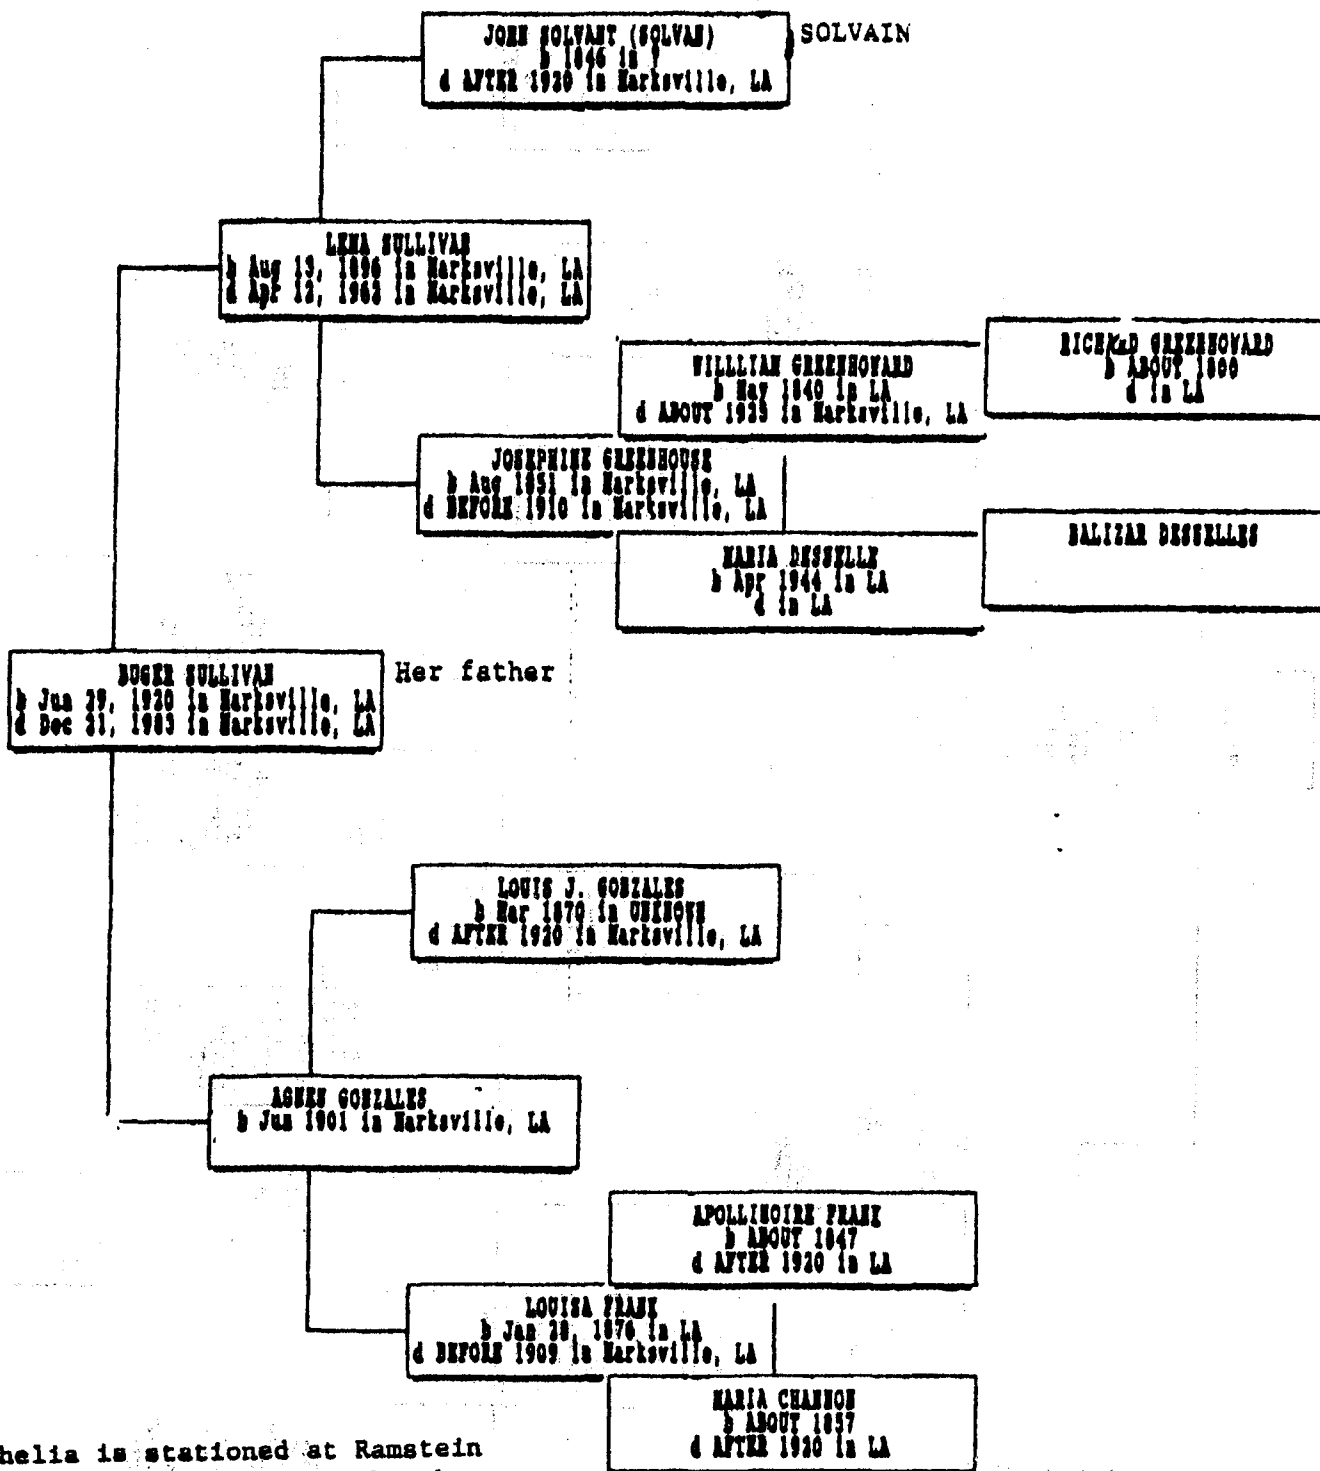 JOHN SOLVANT (SOLVAN)
b 1846 in ?
d AFTER 1920 in Marksville, LA
SOLVAIN
LENA SULLIVAN
b Aug 13, 1896 in Marksville, LA
d Apr 12, 1963 in Marksville, LA
WILLLIAM GREENHOWARD
b May 1840 in LA
d ABOUT 1925 in Marksville, LA
RICHARD GREENHOWARD
b ABOUT 1800
d in LA
JOSEPHINE GREENHOUSE
b Aug 1851 in Marksville, LA
d BEFORE 1910 in Marksville, LA
MARIA DESSELLE
b Apr 1844 in LA
d in LA
BALIZAR DESSELLES
BUGER SULLIVAN
b Jun 1920 in Marksville, LA
d Dec 21, 1983 in Marksville, LA
Her father
LOUIS J. GONZALES
b Mar 1870 in UNKNOWN
d AFTER 1920 in Marksville, LA
AGNES GONZALES
b Jun 1901 in Marksville, LA
APOLLINOIRE FRANK
b ABOUT 1847
d AFTER 1920 in LA
LOUISA FRANK
b Jan 28, 1876 in LA
d BEFORE 1909 in Marksville, LA
MARIA CHANNON
b ABOUT 1857
d AFTER 1920 in LA
helia is stationed at Ramstein